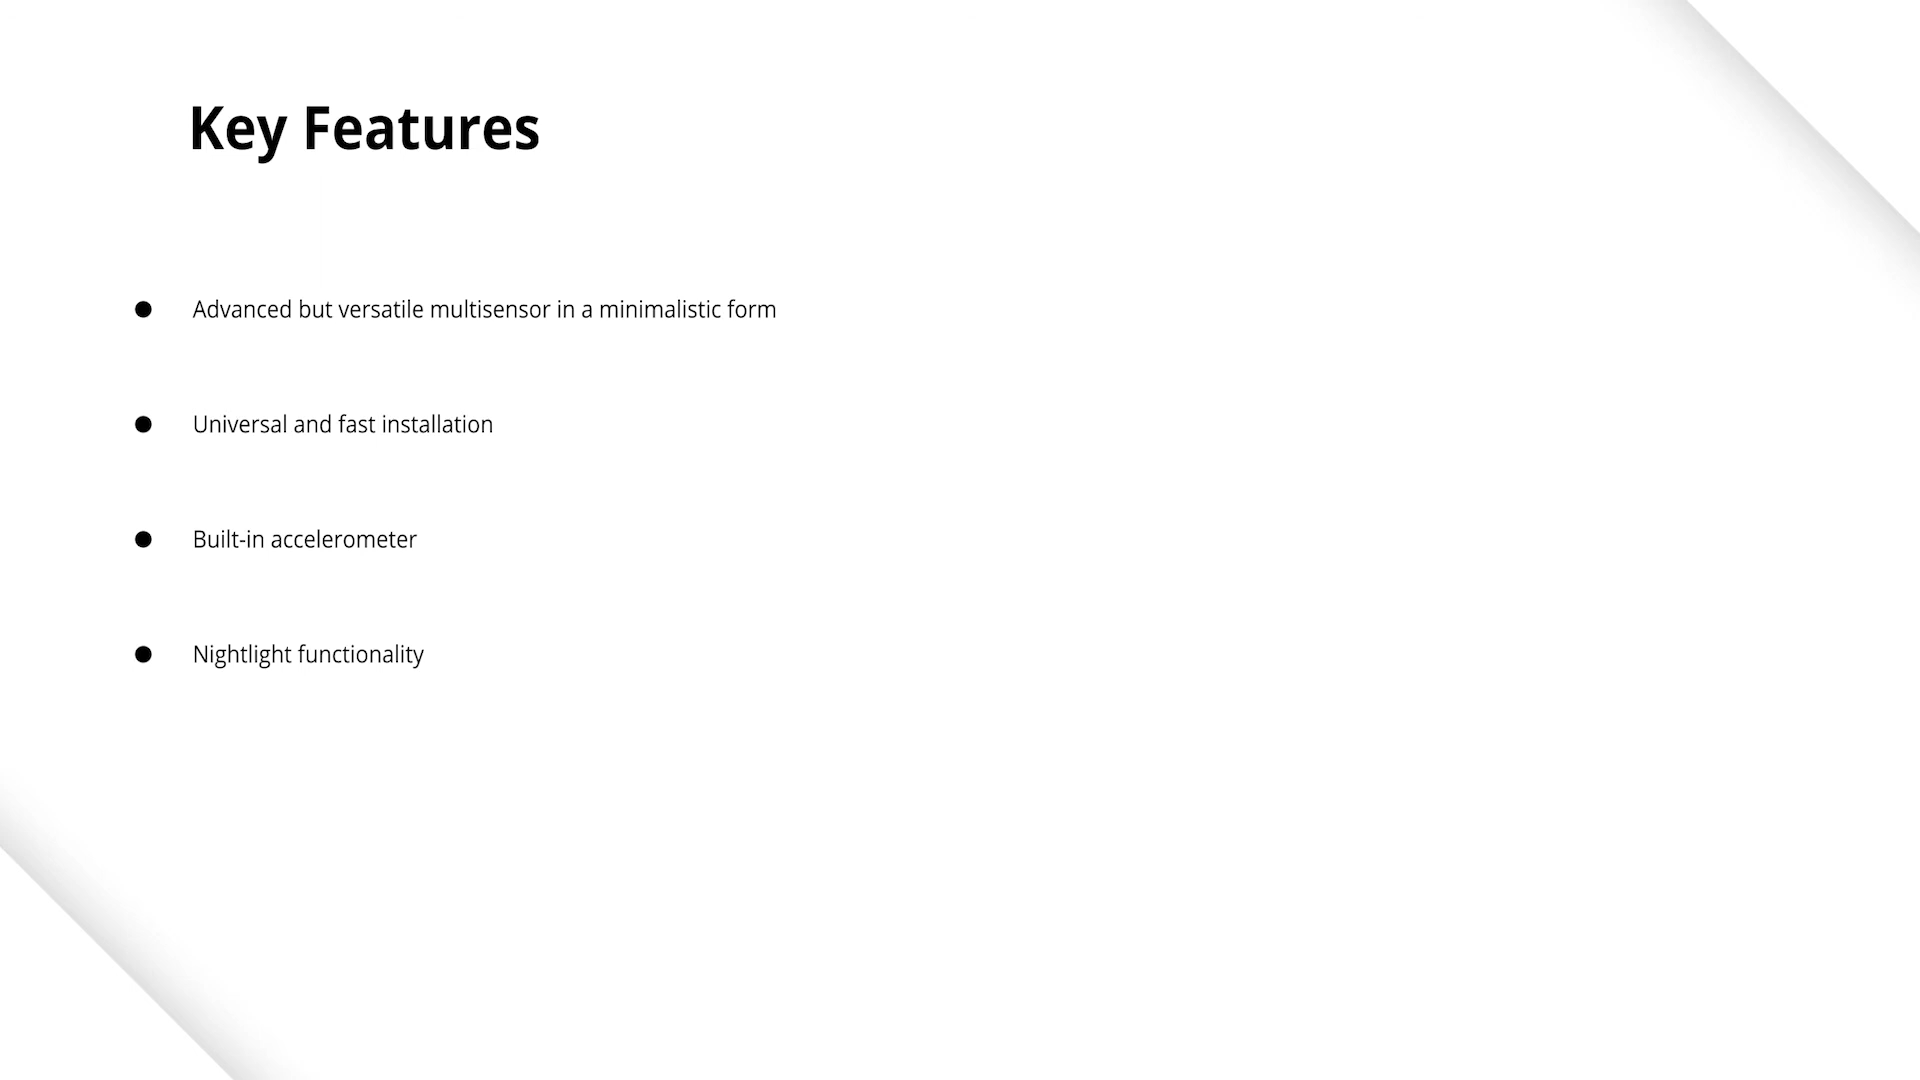 Key Features
Advanced but versatile multisensor in a minimalistic form
Universal and fast installation
Built-in accelerometer
Nightlight functionality